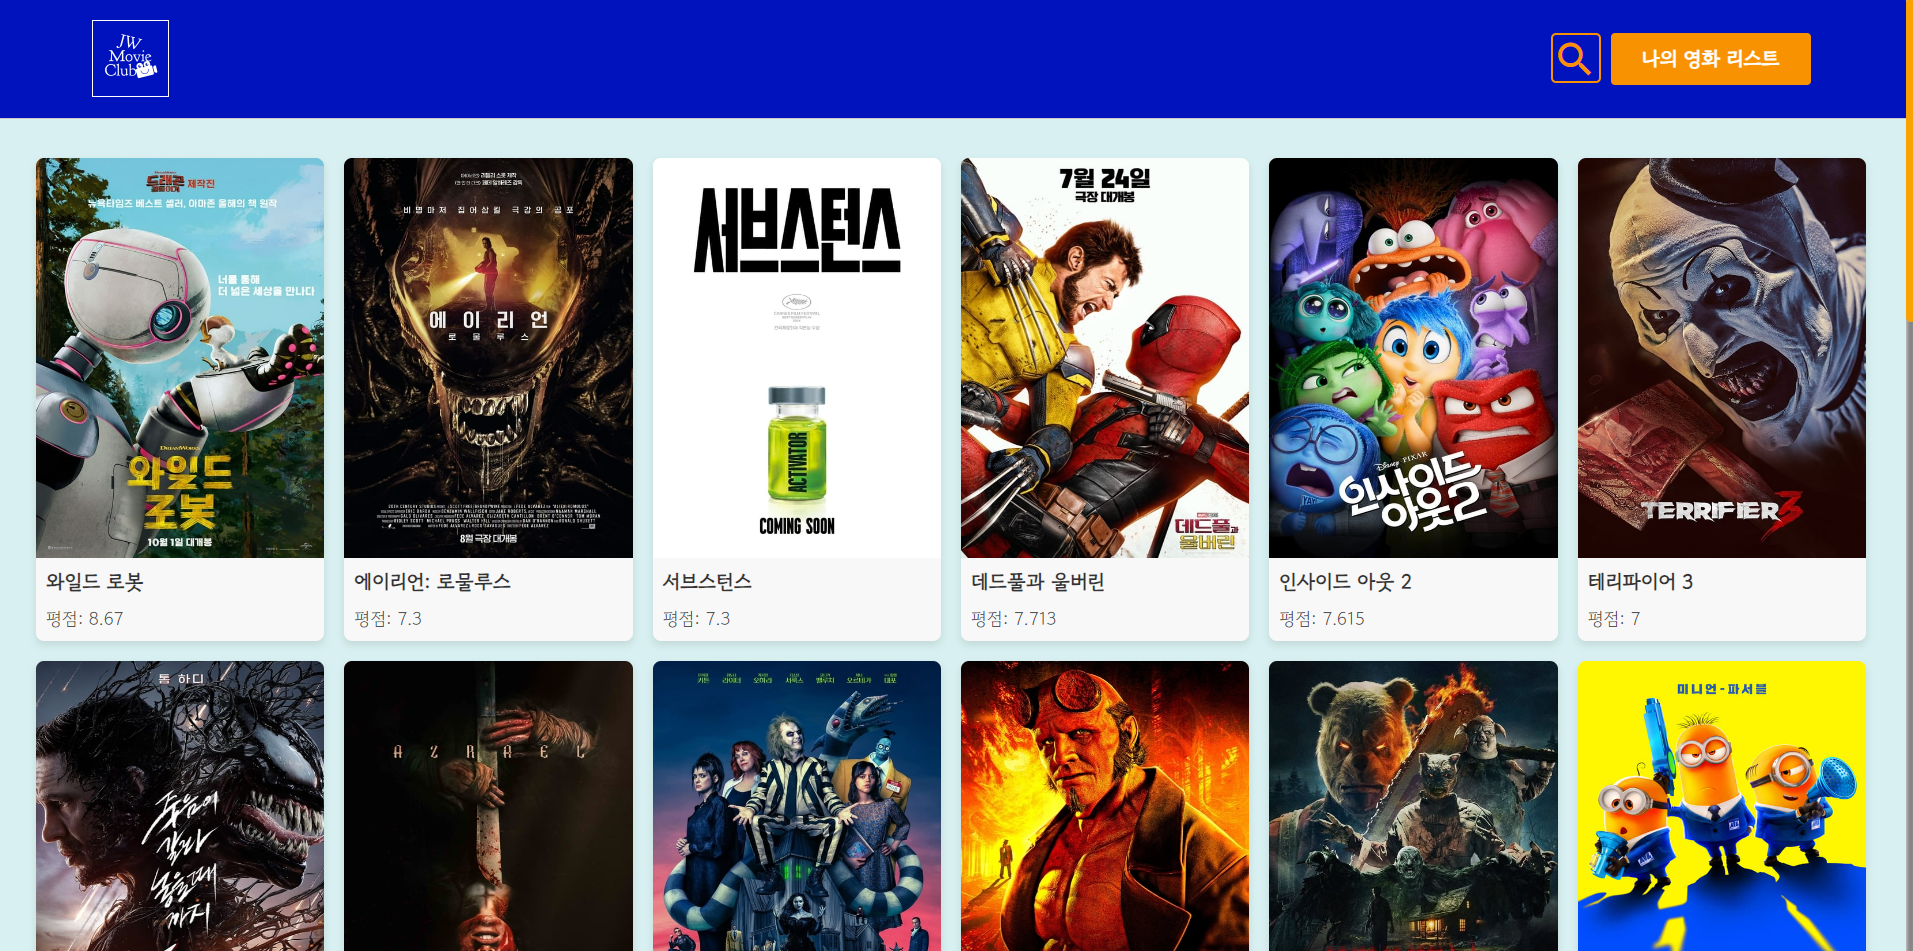 JW
Movie
Club
나의 영화 리스트
드래곤 길들이기 제작진
뉴욕타임즈 베스트 셀러, 아마존 올해의 책 원작
너를 통해
더 넓은 세상을 만나다
DREAMWORKS
와일드
로봇
10월 1일 대개봉
비명마저 집어삼킬 극강의 공포
에이리언
로물루스
8월 극장 대개봉
서브스턴스
ACTIVATOR
COMING SOON
7월 24일
극장 대개봉
데드풀과
울버린
Disney PIXAR
인사이드
아웃2
TERRIFIER 3
와일드 로봇
평점: 8.67
에이리언: 로물루스
평점: 7.3
서브스턴스
평점: 7.3
데드풀과 울버린
평점: 7.713
인사이드 아웃 2
평점: 7.615
테리파이어 3
평점: 7
톰 하디
죽음이
갈라
놓을 때
까지
AZRAEL
미니언-파서블